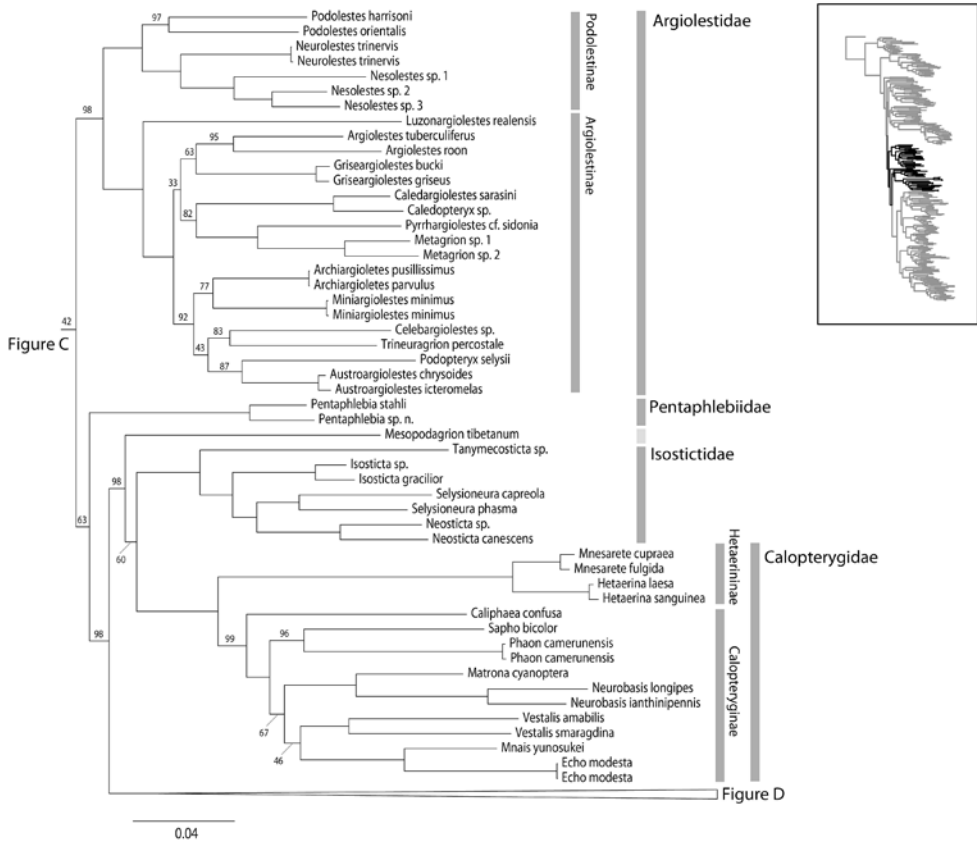 97
Podolestes harrisoni
Podolestes orientalis
Neurolestes trinervis
Neurolestes trinervis
Nesolestes sp. 1
Nesolestes sp. 2
Nesolestes sp. 3
98
Luzonargiolestes realensis
Argiolestes tuberculiferus
95
Argiolestes roon
63
Griseargiolestes bucki
Griseargiolestes griseus
33
Caledargiolestes sarasini
Caledopteryx sp.
82
Pyrrhargiolestes cf. sidonia
Metagrion sp. 1
Metagrion sp. 2
Archiargioletes pusillissimus
Archiargioletes parvulus
77
Miniargiolestes minimus
Miniargiolestes minimus
92
Celebargiolestes sp.
83
Trineuragrion percostale
43
Podopteryx selysii
87
Austroargiolestes chrysoides
Austroargiolestes icteromelas
42
Figure C
Pentaphlebia stahli
Pentaphlebia sp. n.
Mesopodagrion tibetanum
Tanymecosticta sp.
Isosticta sp.
Isosticta gracilior
98
Selysioneura capreola
Selysioneura phasma
63
Neosticta sp.
Neosticta canescens
60
Mnesarete cupraea
Mnesarete fulgida
Hetaerina laesa
Hetaerina sanguinea
Caliphaea confusa
98
99
96
Sapho bicolor
Phaon camerunensis
Phaon camerunensis
Matrona cyanoptera
Neurobasis longipes
Neurobasis ianthinipennis
67
Vestalis amabilis
Vestalis smaragdina
46
Mnais yunosukei
Echo modesta
Echo modesta
Figure D
0.04
Podolestinae
Argiolestinae
Argiolestidae
Pentaphlebiidae
Isostictidae
Hetaerininae
Calopteryginae
Calopterygidae